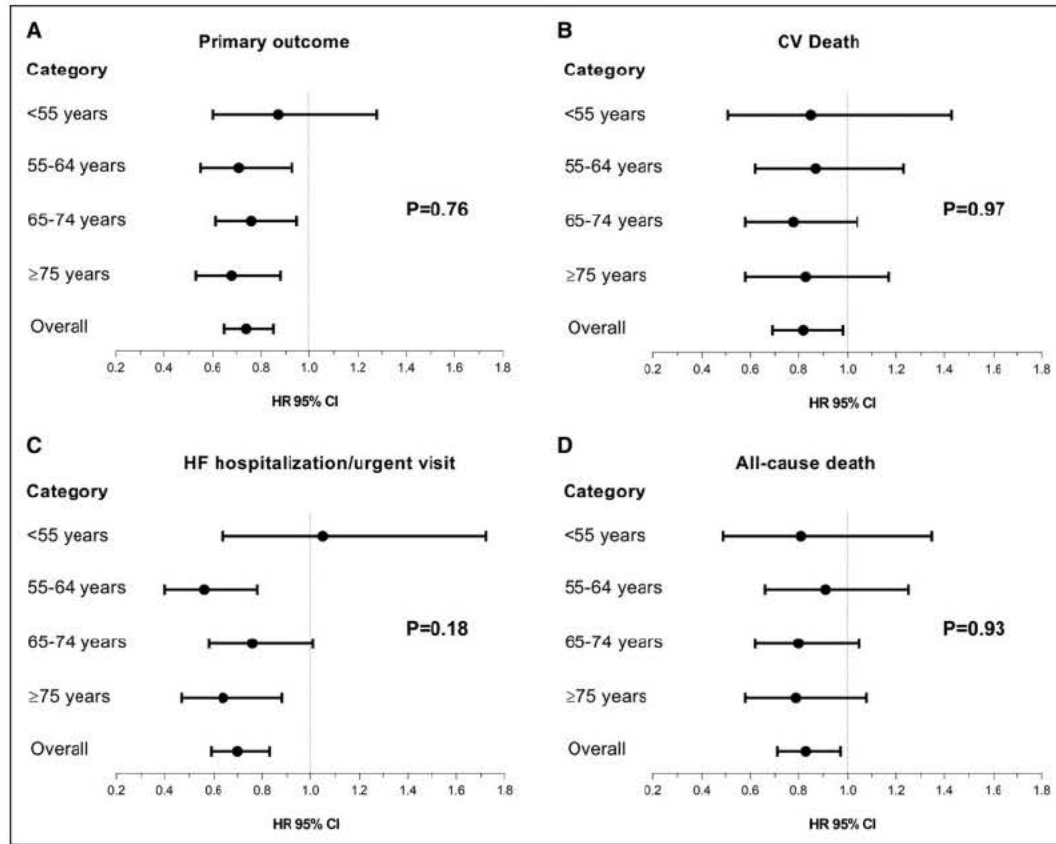 A
Primary outcome
Category
<55 years
55-64 years
65-74 years
≥75 years
Overall
P=0.76
0.2 0.4 0.6 0.8 1.0 1.2 1.4 1.6 1.8
HR 95% CI
B
CV Death
Category
<55 years
55-64 years
65-74 years
≥75 years
Overall
P=0.97
0.2 0.4 0.6 0.8 1.0 1.2 1.4 1.6 1.8
HR 95% CI
C
HF hospitalization/urgent visit
Category
<55 years
55-64 years
65-74 years
≥75 years
Overall
P=0.18
0.2 0.4 0.6 0.8 1.0 1.2 1.4 1.6 1.8
HR 95% CI
D
All-cause death
Category
<55 years
55-64 years
65-74 years
≥75 years
Overall
P=0.93
0.2 0.4 0.6 0.8 1.0 1.2 1.4 1.6 1.8
HR 95% CI